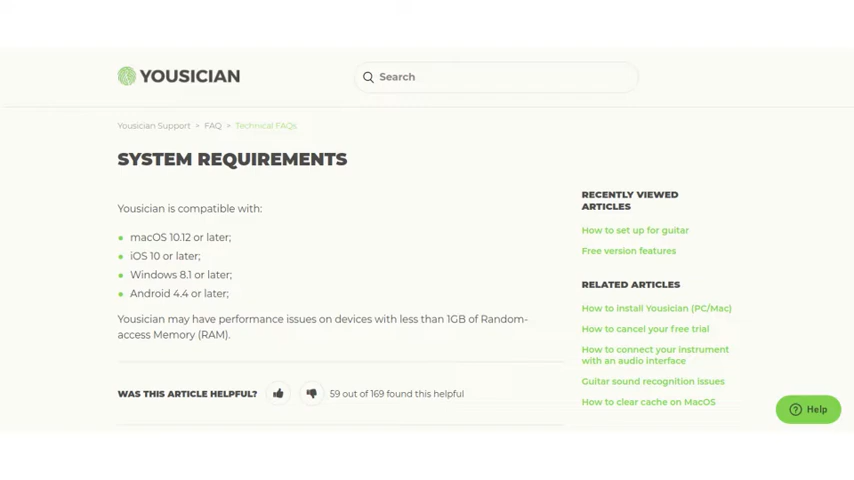 YOUSICIAN
Search
Yousician Support > FAQ > Technical FAQs
SYSTEM REQUIREMENTS
Yousician is compatible with:
macOS 10.12 or later;
iOS 10 or later;
Windows 8.1 or later;
Android 4.4 or later;
Yousician may have performance issues on devices with less than 1GB of Random-
access Memory (RAM).
WAS THIS ARTICLE HELPFUL? 59 out of 169 found this helpful
RECENTLY VIEWED
ARTICLES
How to set up for guitar
Free version features
RELATED ARTICLES
How to install Yousician (PC/Mac)
How to cancel your free trial
How to connect your instrument
with an audio interface
Guitar sound recognition issues
How to clear cache on MacOS
Help